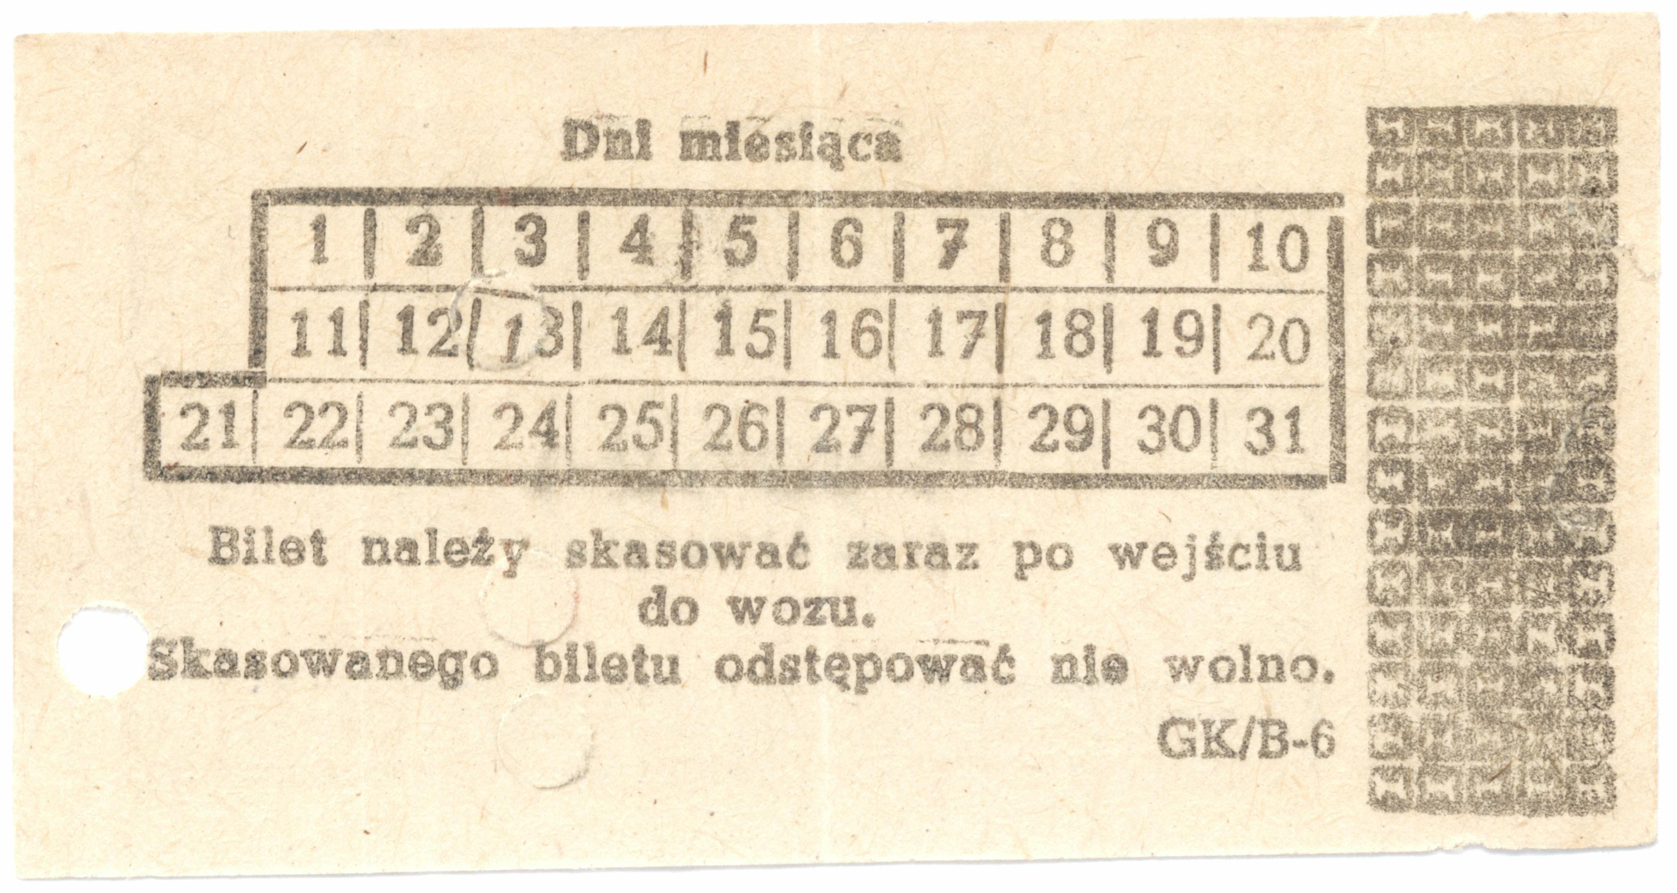 Dni miesiąca
1 | 2 | 3 | 4 | 5 | 6 | 7 | 8 | 9 | 10
11 | 12 | 13 | 14 | 15 | 16 | 17 | 18 | 19 | 20
21 | 22 | 23 | 24 | 25 | 26 | 27 | 28 | 29 | 30 | 31
Bilet należy skasować zaraz po wejściu
do wozu.
Skasowanego biletu odstępować nie wolno.
GK/B-6